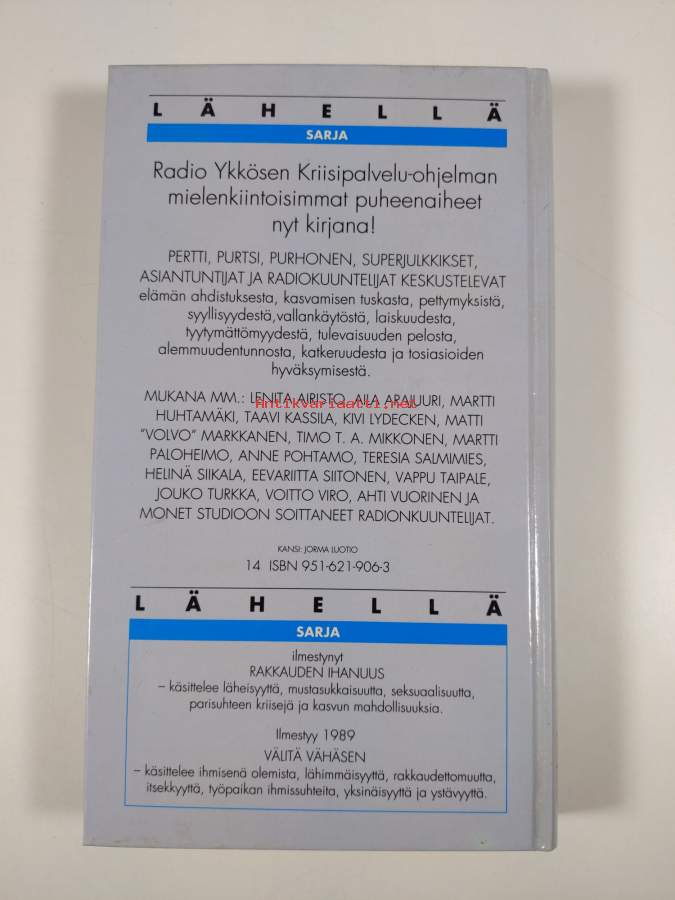 LÄHELLÄ
SARJA
Radio Ykkösen Kriisipalvelu-ohjelman
mielenkiintoisimmat puheenaiheet
nyt kirjana!
PERTTI, PURTSI, PURHONEN, SUPERJULKKIKSET,
ASIANTUNTIJAT JA RADIOKUUNTELIJAT KESKUSTELEVAT
elämän ahdistuksesta, kasvamisen tuskasta, pettymyksistä,
syyllisyydestä,vallankäytöstä, laiskuudesta,
tyytymättömyydestä, tulevaisuuden pelosta,
alemmuudentunnosta, katkeruudesta ja tosiasioiden
hyväksymisestä.
MUKANA MM.: LENITA AIRISTO, AILA ARAJUURI, MARTTI
Antikvariaatti.net
HUHTAMÄKI, TAAVI KASSILA, KIVI LYDECKEN, MATTI
"VOLVO" MARKKANEN, TIMO T. A. MIKKONEN, MARTTI
PALOHEIMO, ANNE POHTAMO, TERESIA SALMIMIES,
HELINÄ SIIKALA, EEVARIITTA SIITONEN, VAPPU TAIPALE,
JOUKO TURKKA, VOITTO VIRO, AHTI VUORINEN JA
MONET STUDIOON SOITTANEET RADIONKUUNTELIJAT.
KANSI: JORMA LUOTIO
14 ISBN 951-621-906-3
LÄHELLÄ
SARJA
ilmestynyt
RAKKAUDEN IHANUUS
– käsittelee läheisyyttä, mustasukkaisuutta, seksuaalisuutta,
parisuhteen kriisejä ja kasvun mahdollisuuksia.
Ilmestyy 1989
VÄLITÄ VÄHÄSEN
– käsittelee ihmisenä olemista, lähimmäisyyttä, rakkaudettomuutta,
itsekkyyttä, työpaikan ihmissuhteita, yksinäisyyttä ja ystävyyttä.